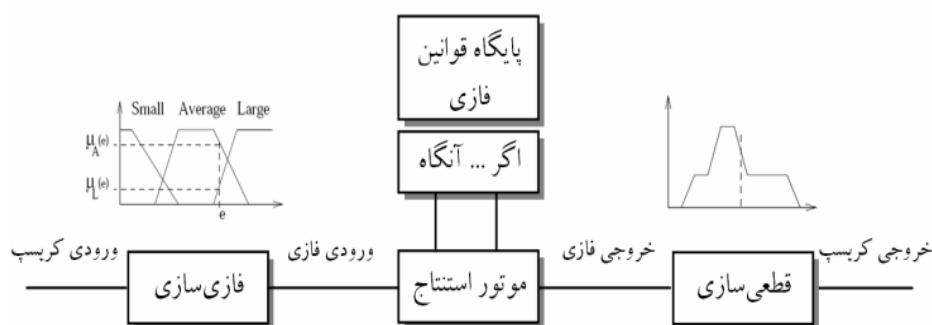 پایگاه قوانین
فازی
اگر ... آنگاه
Small Average Large
μA(e)
μL(e)
e
ورودی کریسپ
فازی‌سازی
ورودی فازی
موتور استنتاج
خروجی فازی
قطعی‌سازی
خروجی کریسپ